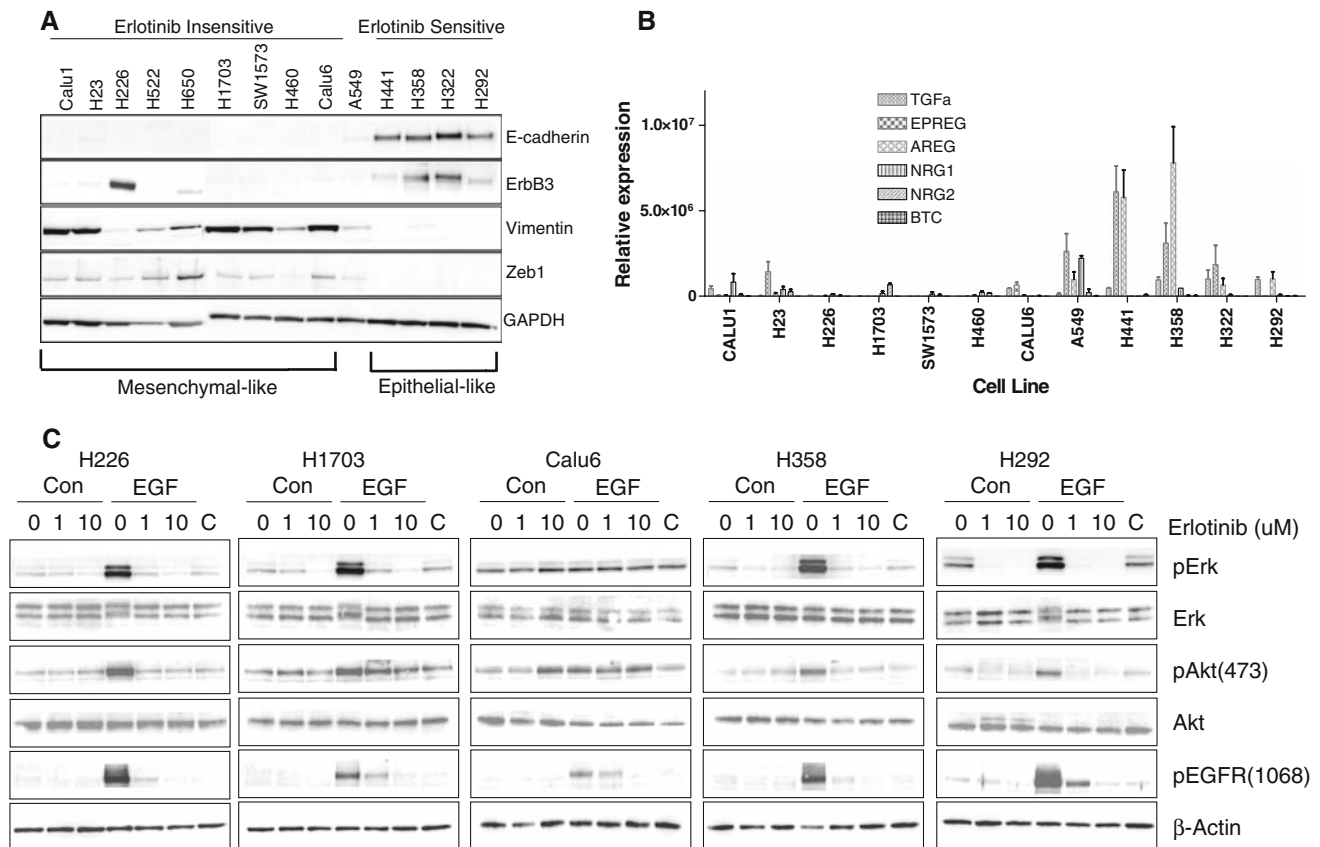 A
Erlotinib Insensitive Erlotinib Sensitive
Calu1 H23 H226 H522 H650 H1703 SW1573 H460 Calu6 A549 H441 H358 H322 H292
E-cadherin
ErbB3
Vimentin
Zeb1
GAPDH
Mesenchymal-like Epithelial-like
B
Relative expression
1.0×10⁷
5.0×10⁶
0
TGFa
EPREG
AREG
NRG1
NRG2
BTC
CALU1 H23 H226 H1703 SW1573 H460 CALU6 A549 H441 H358 H322 H292
Cell Line
C
H226 H1703 Calu6 H358 H292
Con EGF Con EGF Con EGF Con EGF Con EGF
0 1 10 0 1 10 C 0 1 10 0 1 10 C 0 1 10 0 1 10 C 0 1 10 0 1 10 C 0 1 10 0 1 10 C Erlotinib (uM)
pErk
Erk
pAkt(473)
Akt
pEGFR(1068)
β-Actin